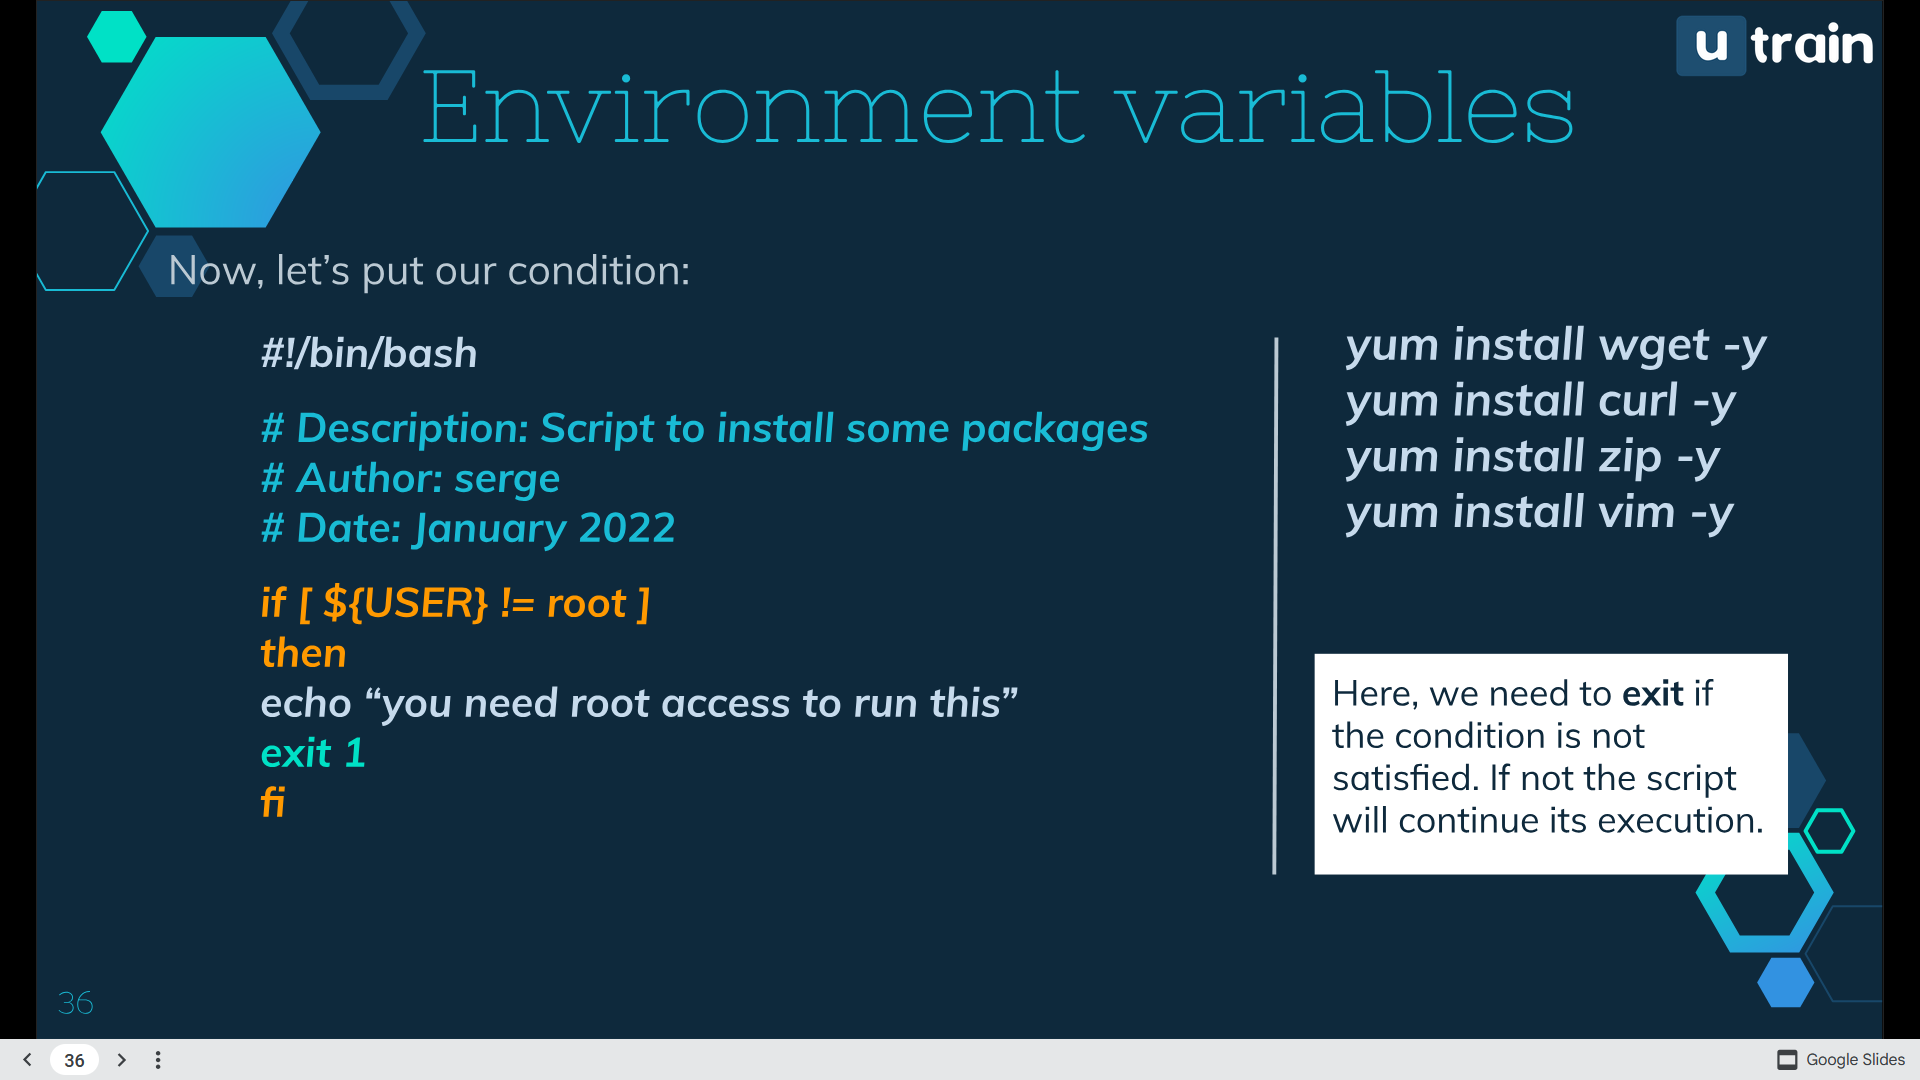 u train
Environment variables
Now, let’s put our condition:
#!/bin/bash
# Description: Script to install some packages
# Author: serge
# Date: January 2022
if [ ${USER} != root ]
then
echo “you need root access to run this”
exit 1
fi
yum install wget -y
yum install curl -y
yum install zip -y
yum install vim -y
Here, we need to exit if
the condition is not
satisfied. If not the script
will continue its execution.
36
36
Google Slides